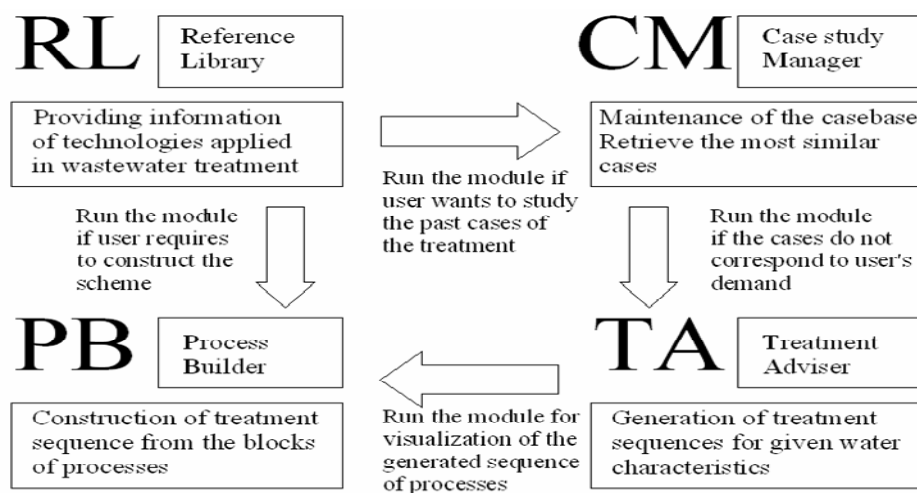 RL
Reference
Library
Providing information
of technologies applied
in wastewater treatment
CM
Case study
Manager
Maintenance of the casebase
Retrieve the most similar
cases
Run the module if
user wants to study
the past cases of
the treatment
Run the module
if user requires
to construct the
scheme
Run the module
if the cases do not
correspond to user's
demand
PB
Process
Builder
Construction of treatment
sequence from the blocks
of processes
TA
Treatment
Adviser
Generation of treatment
sequences for given water
characteristics
Run the module for
visualization of the
generated sequence
of processes